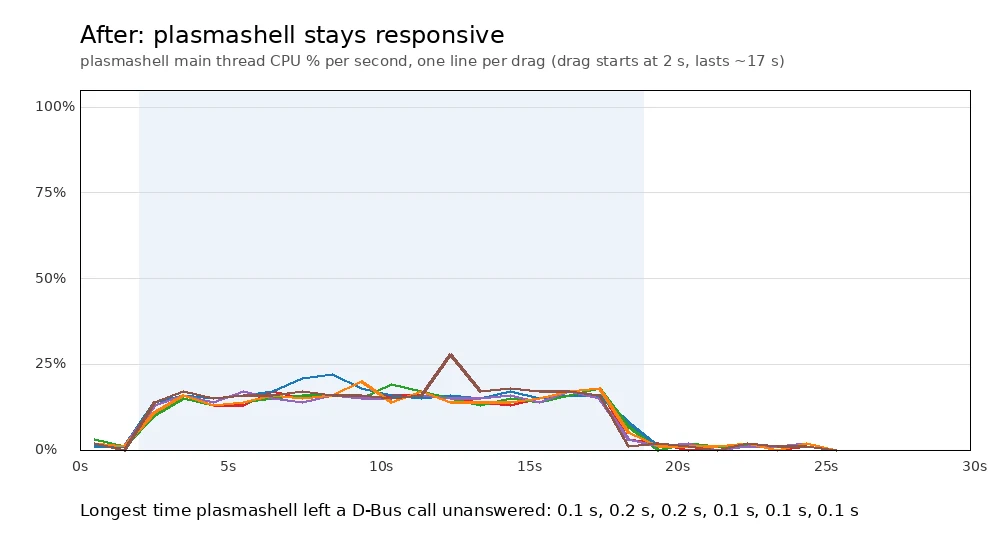 After: plasmashell stays responsive
plasmashell main thread CPU % per second, one line per drag (drag starts at 2 s, lasts ~17 s)
100%
75%
50%
25%
0%
0s 5s 10s 15s 20s 25s 30s
Longest time plasmashell left a D-Bus call unanswered: 0.1 s, 0.2 s, 0.2 s, 0.1 s, 0.1 s, 0.1 s